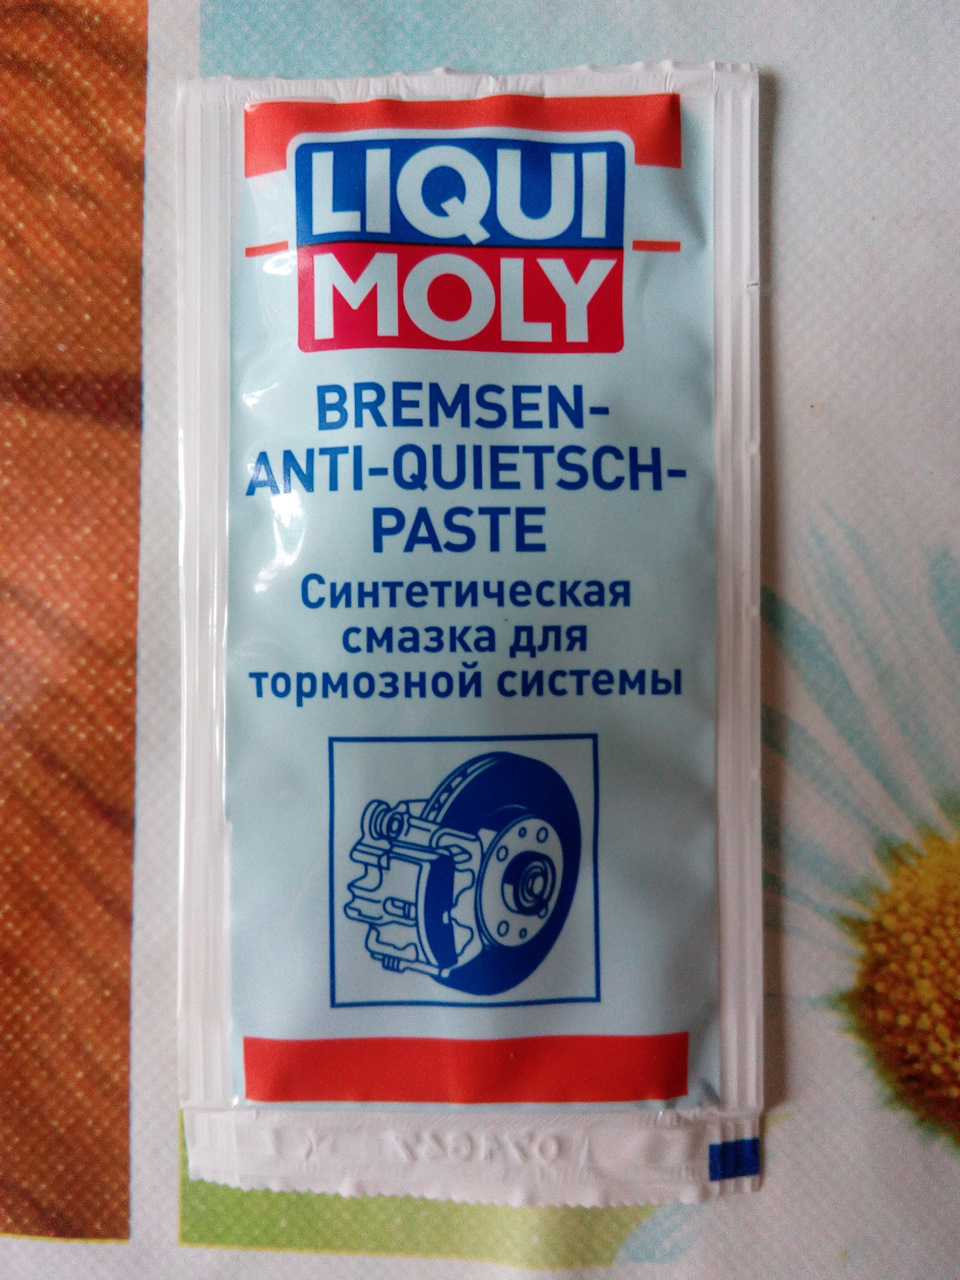 LIQUI
MOLY
BREMSEN-
ANTI-QUIETSCH-
PASTE
Синтетическая
смазка для
тормозной системы